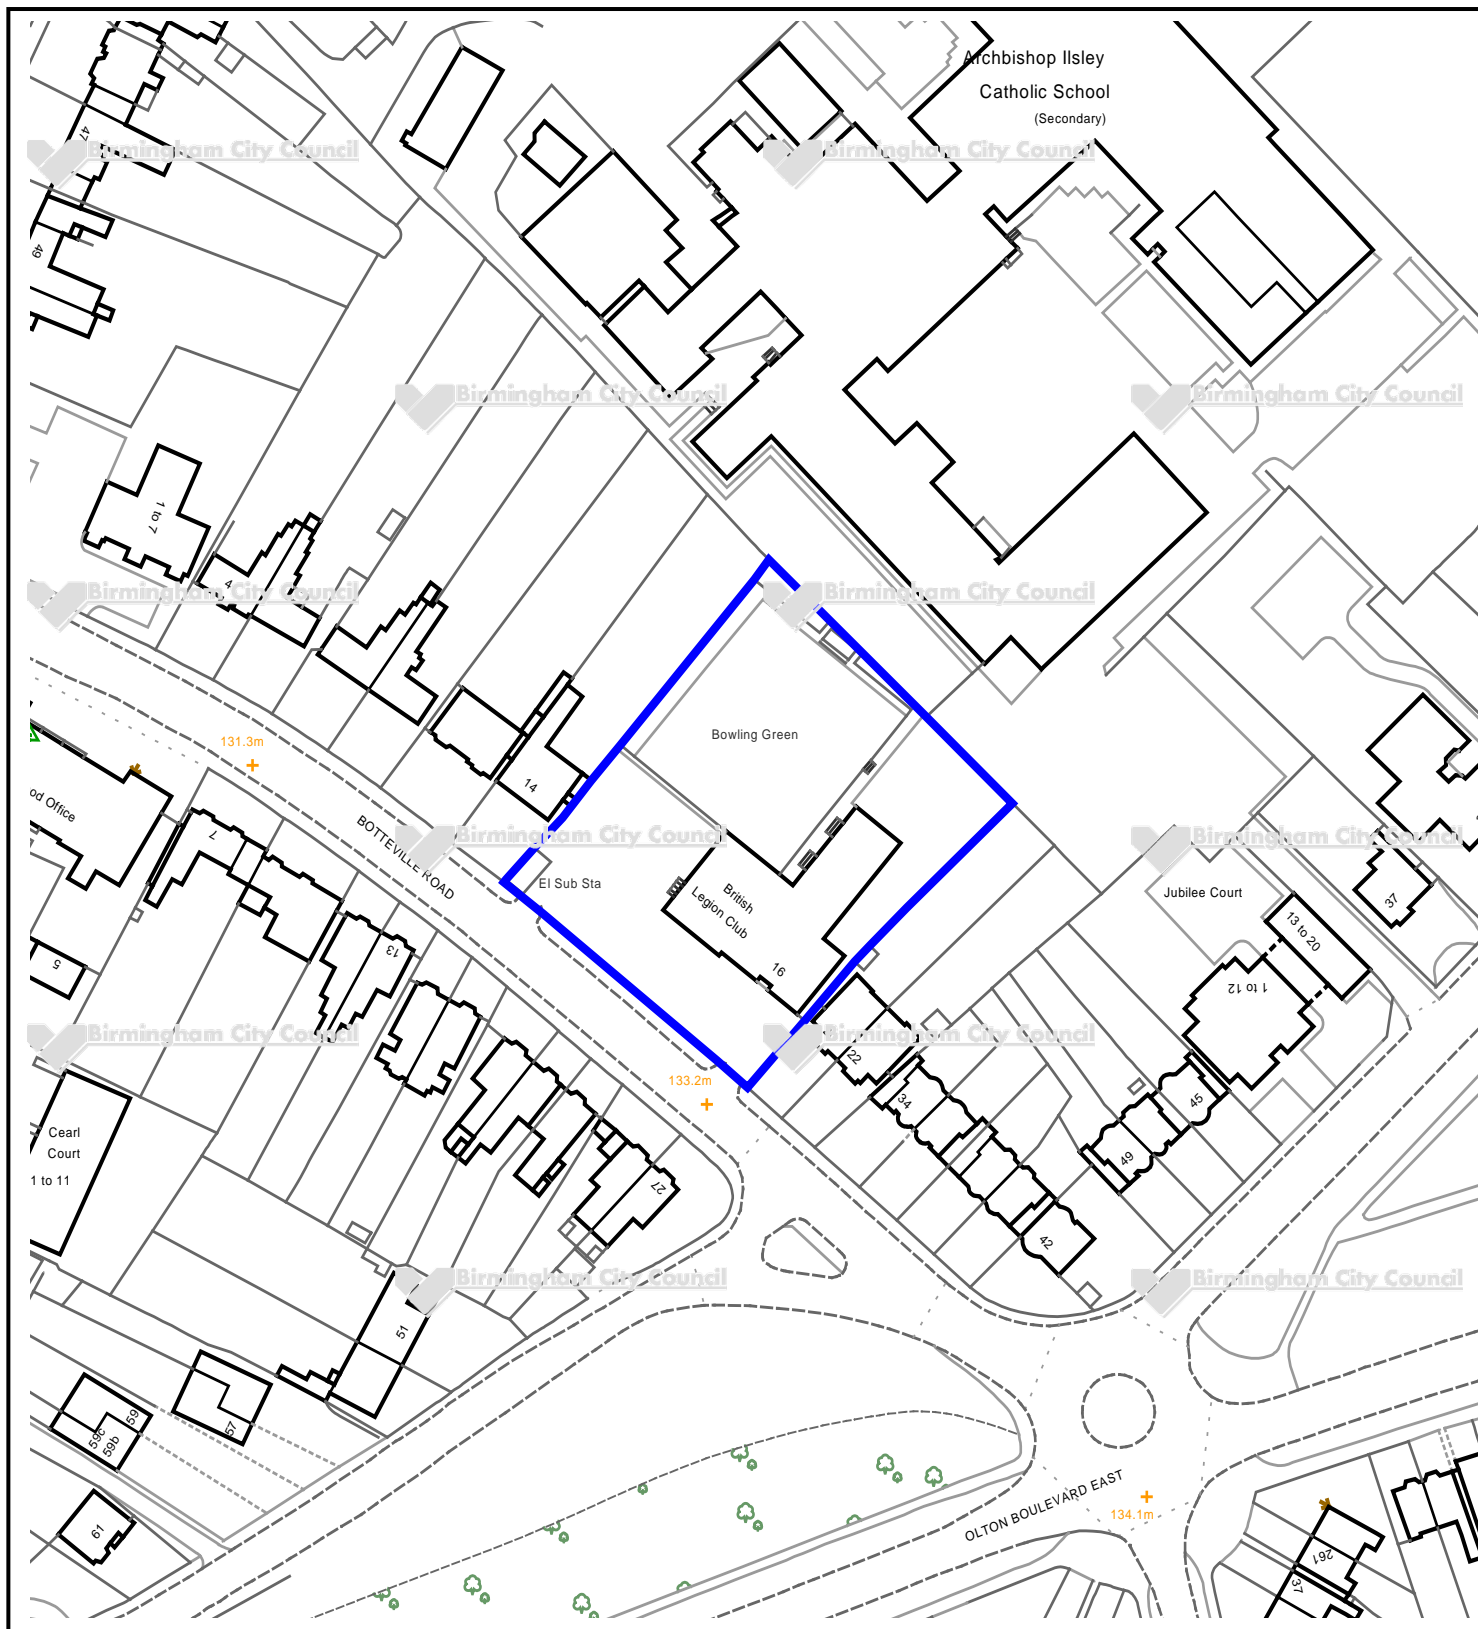 Archbishop Ilsley
Catholic School
(Secondary)
47
Birmingham City Council
Birmingham City Council
49
Birmingham City Council
Birmingham City Council
1 to 7
4
Birmingham City Council
Birmingham City Council
131.3m
Bowling Green
14
od Office
7
BOTTEVILLE ROAD
Birmingham City Council
Birmingham City Council
El Sub Sta
British
Legion Club
16
Jubilee Court
37
13 to 20
1 to 12
5
13
Birmingham City Council
Birmingham City Council
22
133.2m
34
45
49
Cearl
Court
1 to 11
27
42
Birmingham City Council
Birmingham City Council
51
59
59c
59b
57
61
OLTON BOULEVARD EAST
134.1m
261
37